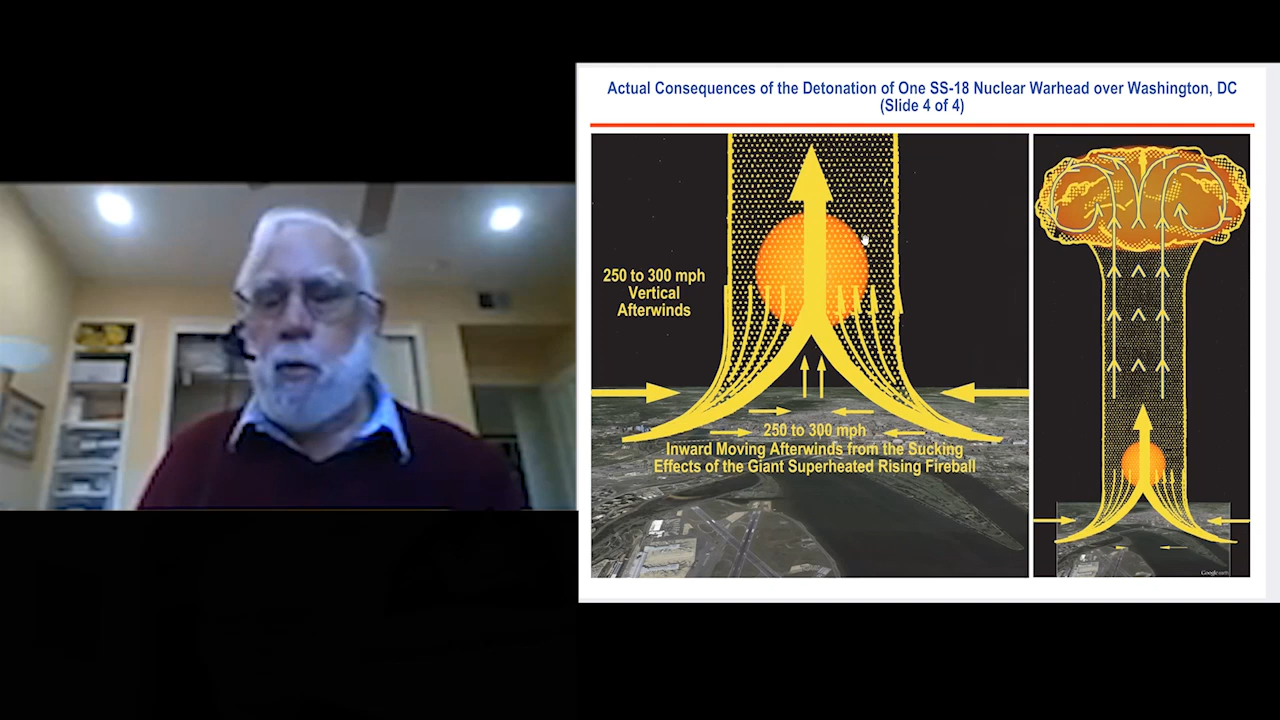 Actual Consequences of the Detonation of One SS-18 Nuclear Warhead over Washington, DC
(Slide 4 of 4)
250 to 300 mph
Vertical
Afterwinds
250 to 300 mph
Inward Moving Afterwinds from the Sucking
Effects of the Giant Superheated Rising Fireball
Google earth